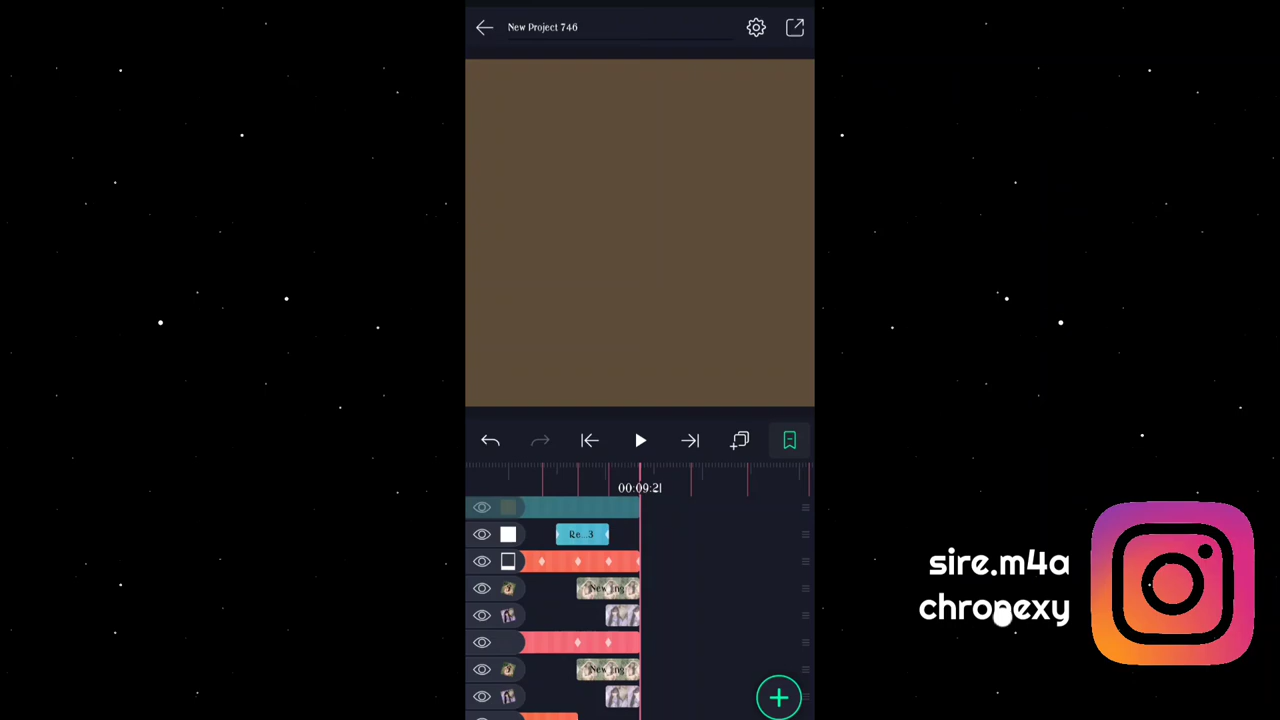 New Project 746
00:09:21
Re...3
New Img
New Img
sire.m4a
chronexy